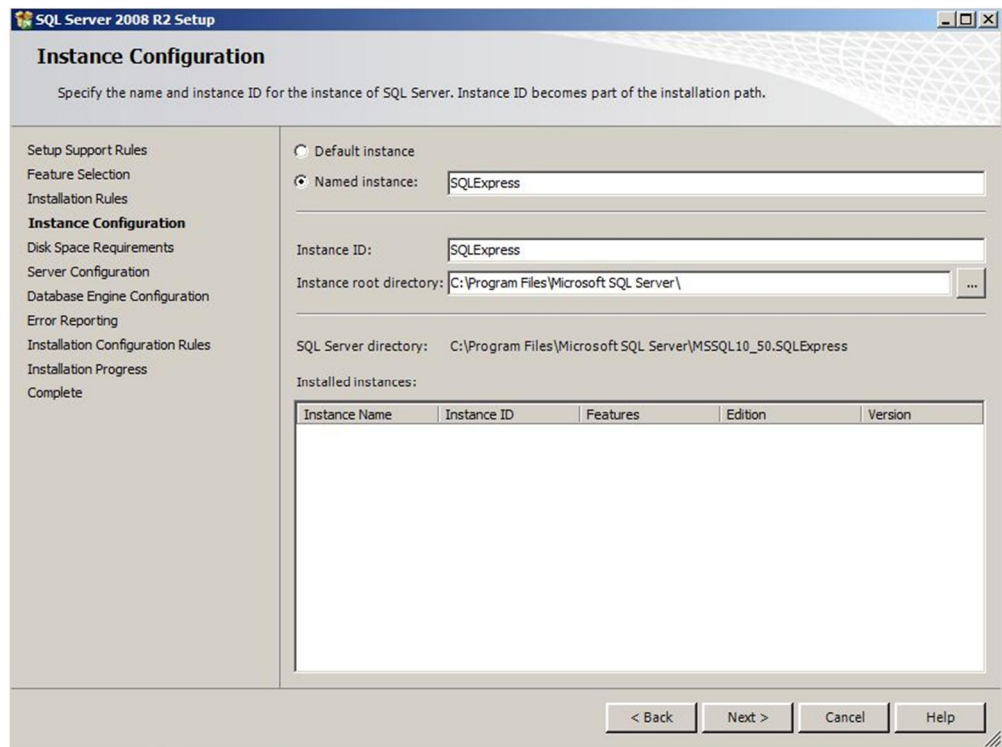 SQL Server 2008 R2 Setup
Instance Configuration
Specify the name and instance ID for the instance of SQL Server. Instance ID becomes part of the installation path.
Setup Support Rules
Feature Selection
Installation Rules
Instance Configuration
Disk Space Requirements
Server Configuration
Database Engine Configuration
Error Reporting
Installation Configuration Rules
Installation Progress
Complete
Default instance
Named instance: SQLExpress
Instance ID: SQLExpress
Instance root directory: C:\Program Files\Microsoft SQL Server\ ...
SQL Server directory: C:\Program Files\Microsoft SQL Server\MSSQL10_50.SQLExpress
Installed instances:
Instance Name Instance ID Features Edition Version
< Back Next > Cancel Help